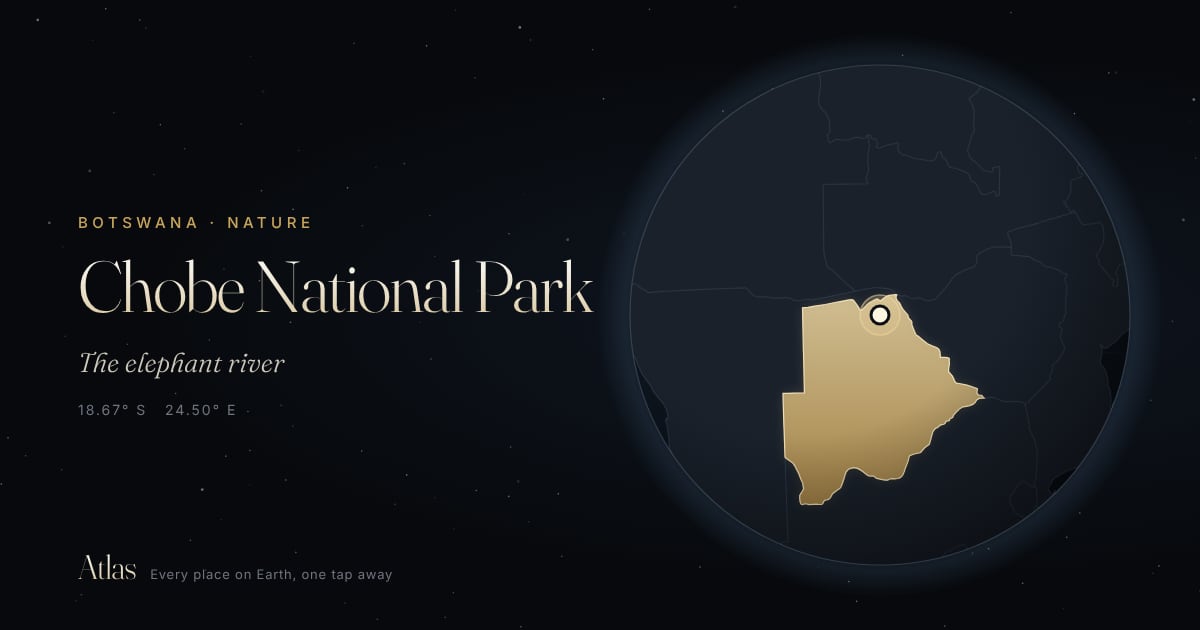 BOTSWANA · NATURE
Chobe National Park
The elephant river
18.67° S 24.50° E
Atlas Every place on Earth, one tap away